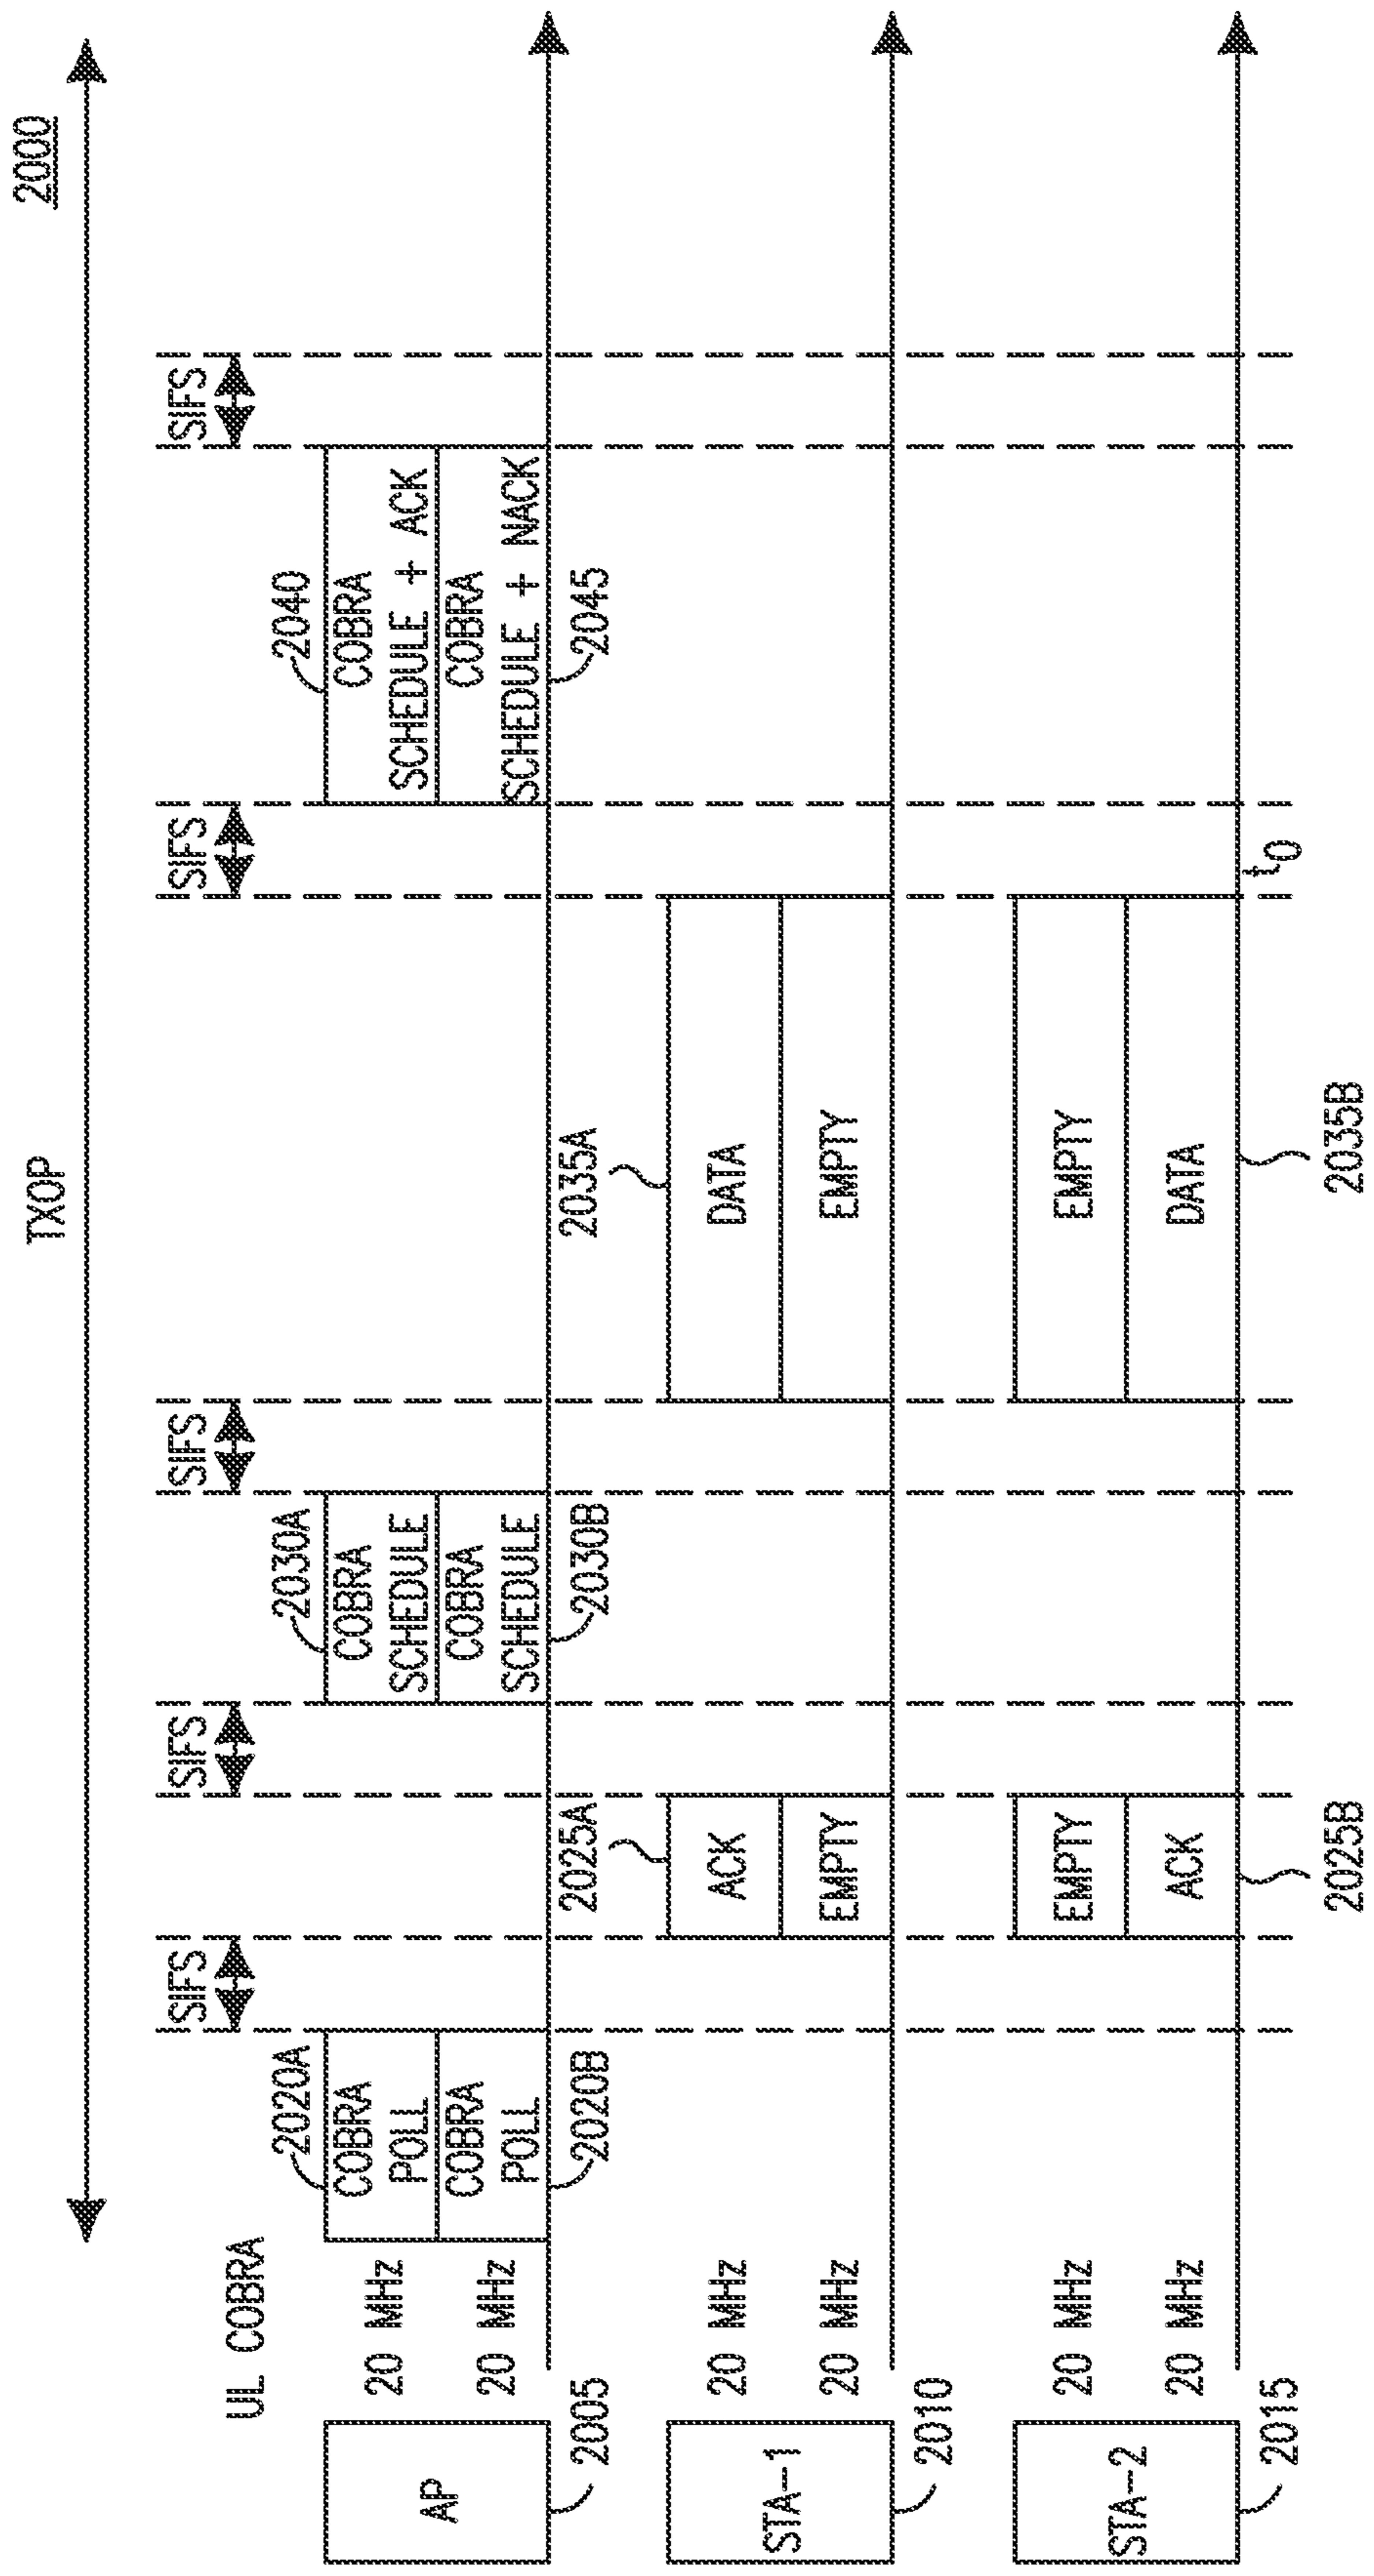 2000
TXOP
UL COBRA
SIFS
SIFS
SIFS
SIFS
SIFS
AP
2005
20 MHz
20 MHz
2020A
COBRA
POLL
COBRA
POLL
2020B
2030A
COBRA
SCHEDULE
COBRA
SCHEDULE
2030B
2040
COBRA
SCHEDULE + ACK
COBRA
SCHEDULE + NACK
2045
STA-1
2010
20 MHz
20 MHz
2025A
ACK
EMPTY
2035A
DATA
EMPTY
STA-2
2015
20 MHz
20 MHz
EMPTY
ACK
2025B
EMPTY
DATA
2035B
t0